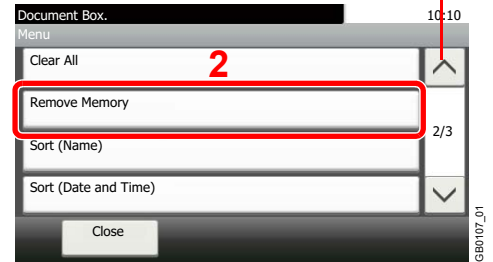 Document Box.
10:10
Menu
Clear All
2
Remove Memory
2/3
Sort (Name)
Sort (Date and Time)
Close
GB0107_01